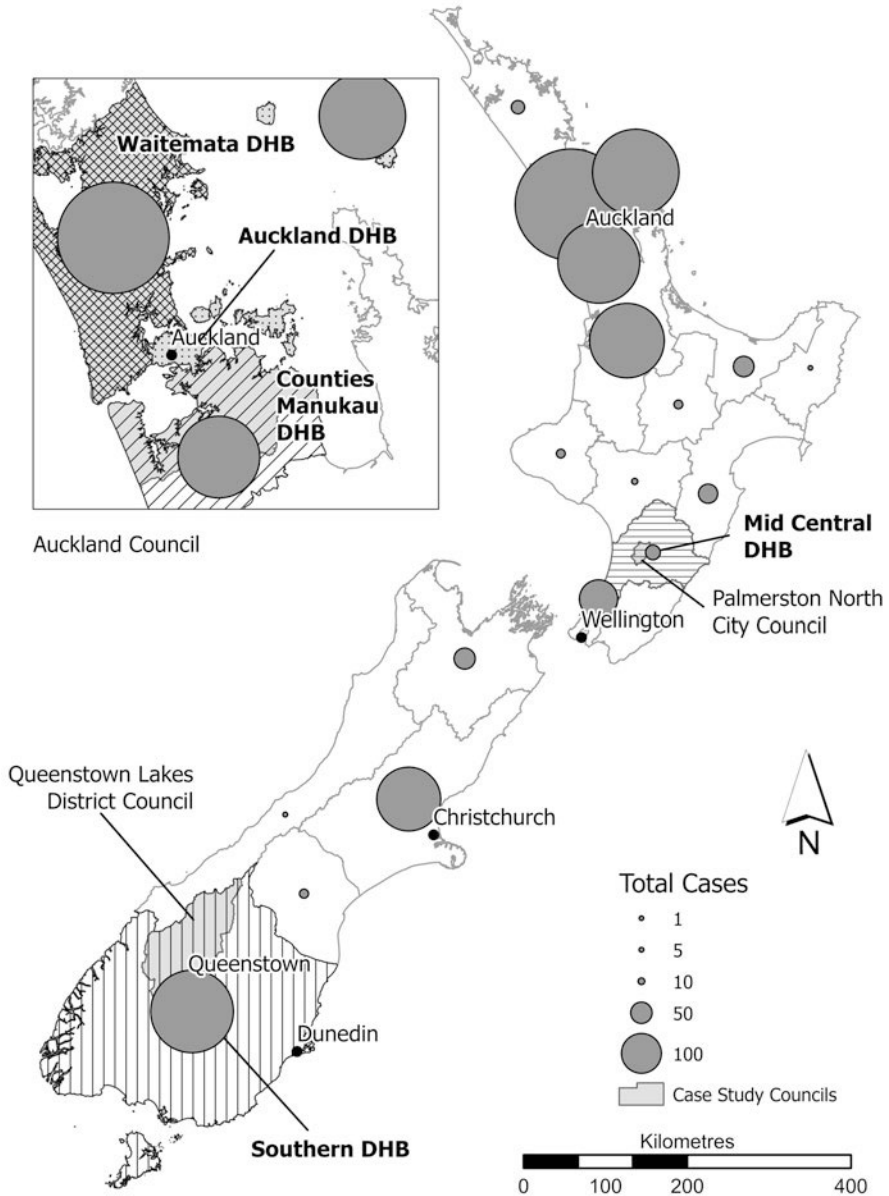 Waitemata DHB
Auckland DHB
Auckland
Counties
Manukau
DHB
Auckland Council
Auckland
Mid Central
DHB
Palmerston North
City Council
Wellington
Queenstown Lakes
District Council
Christchurch
Queenstown
Dunedin
Southern DHB
N
Total Cases
1
5
10
50
100
Case Study Councils
Kilometres
0 100 200 400